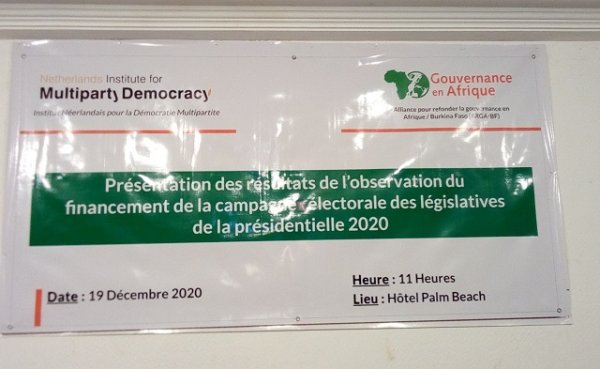 Netherlands Institute for
Multiparty Democracy
Institut Néerlandais pour la Démocratie Multipartite
Gouvernance
en Afrique
Alliance pour refonder la gouvernance en
Afrique / Burkina Faso (ARGA/BF)
Présentation des résultats de l'observation du
financement de la campagne électorale des législatives
de la présidentielle 2020
Date : 19 Décembre 2020
Heure : 11 Heures
Lieu : Hôtel Palm Beach